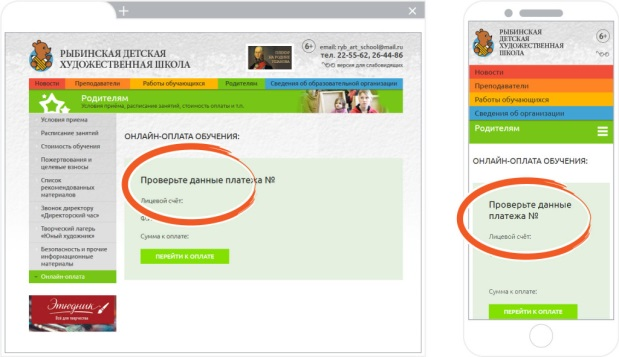 РЫБИНСКАЯ ДЕТСКАЯ
ХУДОЖЕСТВЕННАЯ ШКОЛА
6+
email: ryb_art_school@mail.ru
тел. 22-55-62, 26-44-86
версия для слабовидящих
Новости
Преподаватели
Работы обучающихся
Родителям
Сведения об образовательной организации
Родителям
Условия приема, расписания занятий, стоимость оплаты и т.п.
Условия приема
Расписание занятий
Стоимость обучения
Пожертвования и
целевые взносы
Список
рекомендованных
материалов
Звонок директору
«Директорский час»
Творческий лагерь
«Юный художник»
Безопасность и прочие
информационные
материалы
Онлайн-оплата
Этнедник
Всё для творчества
ОНЛАЙН-ОПЛАТА ОБУЧЕНИЯ:
Проверьте данные платежа №
Лицевой счёт:
Сумма к оплате:
ПЕРЕЙТИ К ОПЛАТЕ
РЫБИНСКАЯ
ДЕТСКАЯ
ХУДОЖЕСТВЕННАЯ
ШКОЛА
6+
Новости
Преподаватели
Работы обучающихся
Сведения об организации
Родителям
ОНЛАЙН-ОПЛАТА ОБУЧЕНИЯ:
Проверьте данные
платежа №
Лицевой счёт:
Сумма к оплате:
ПЕРЕЙТИ К ОПЛАТЕ